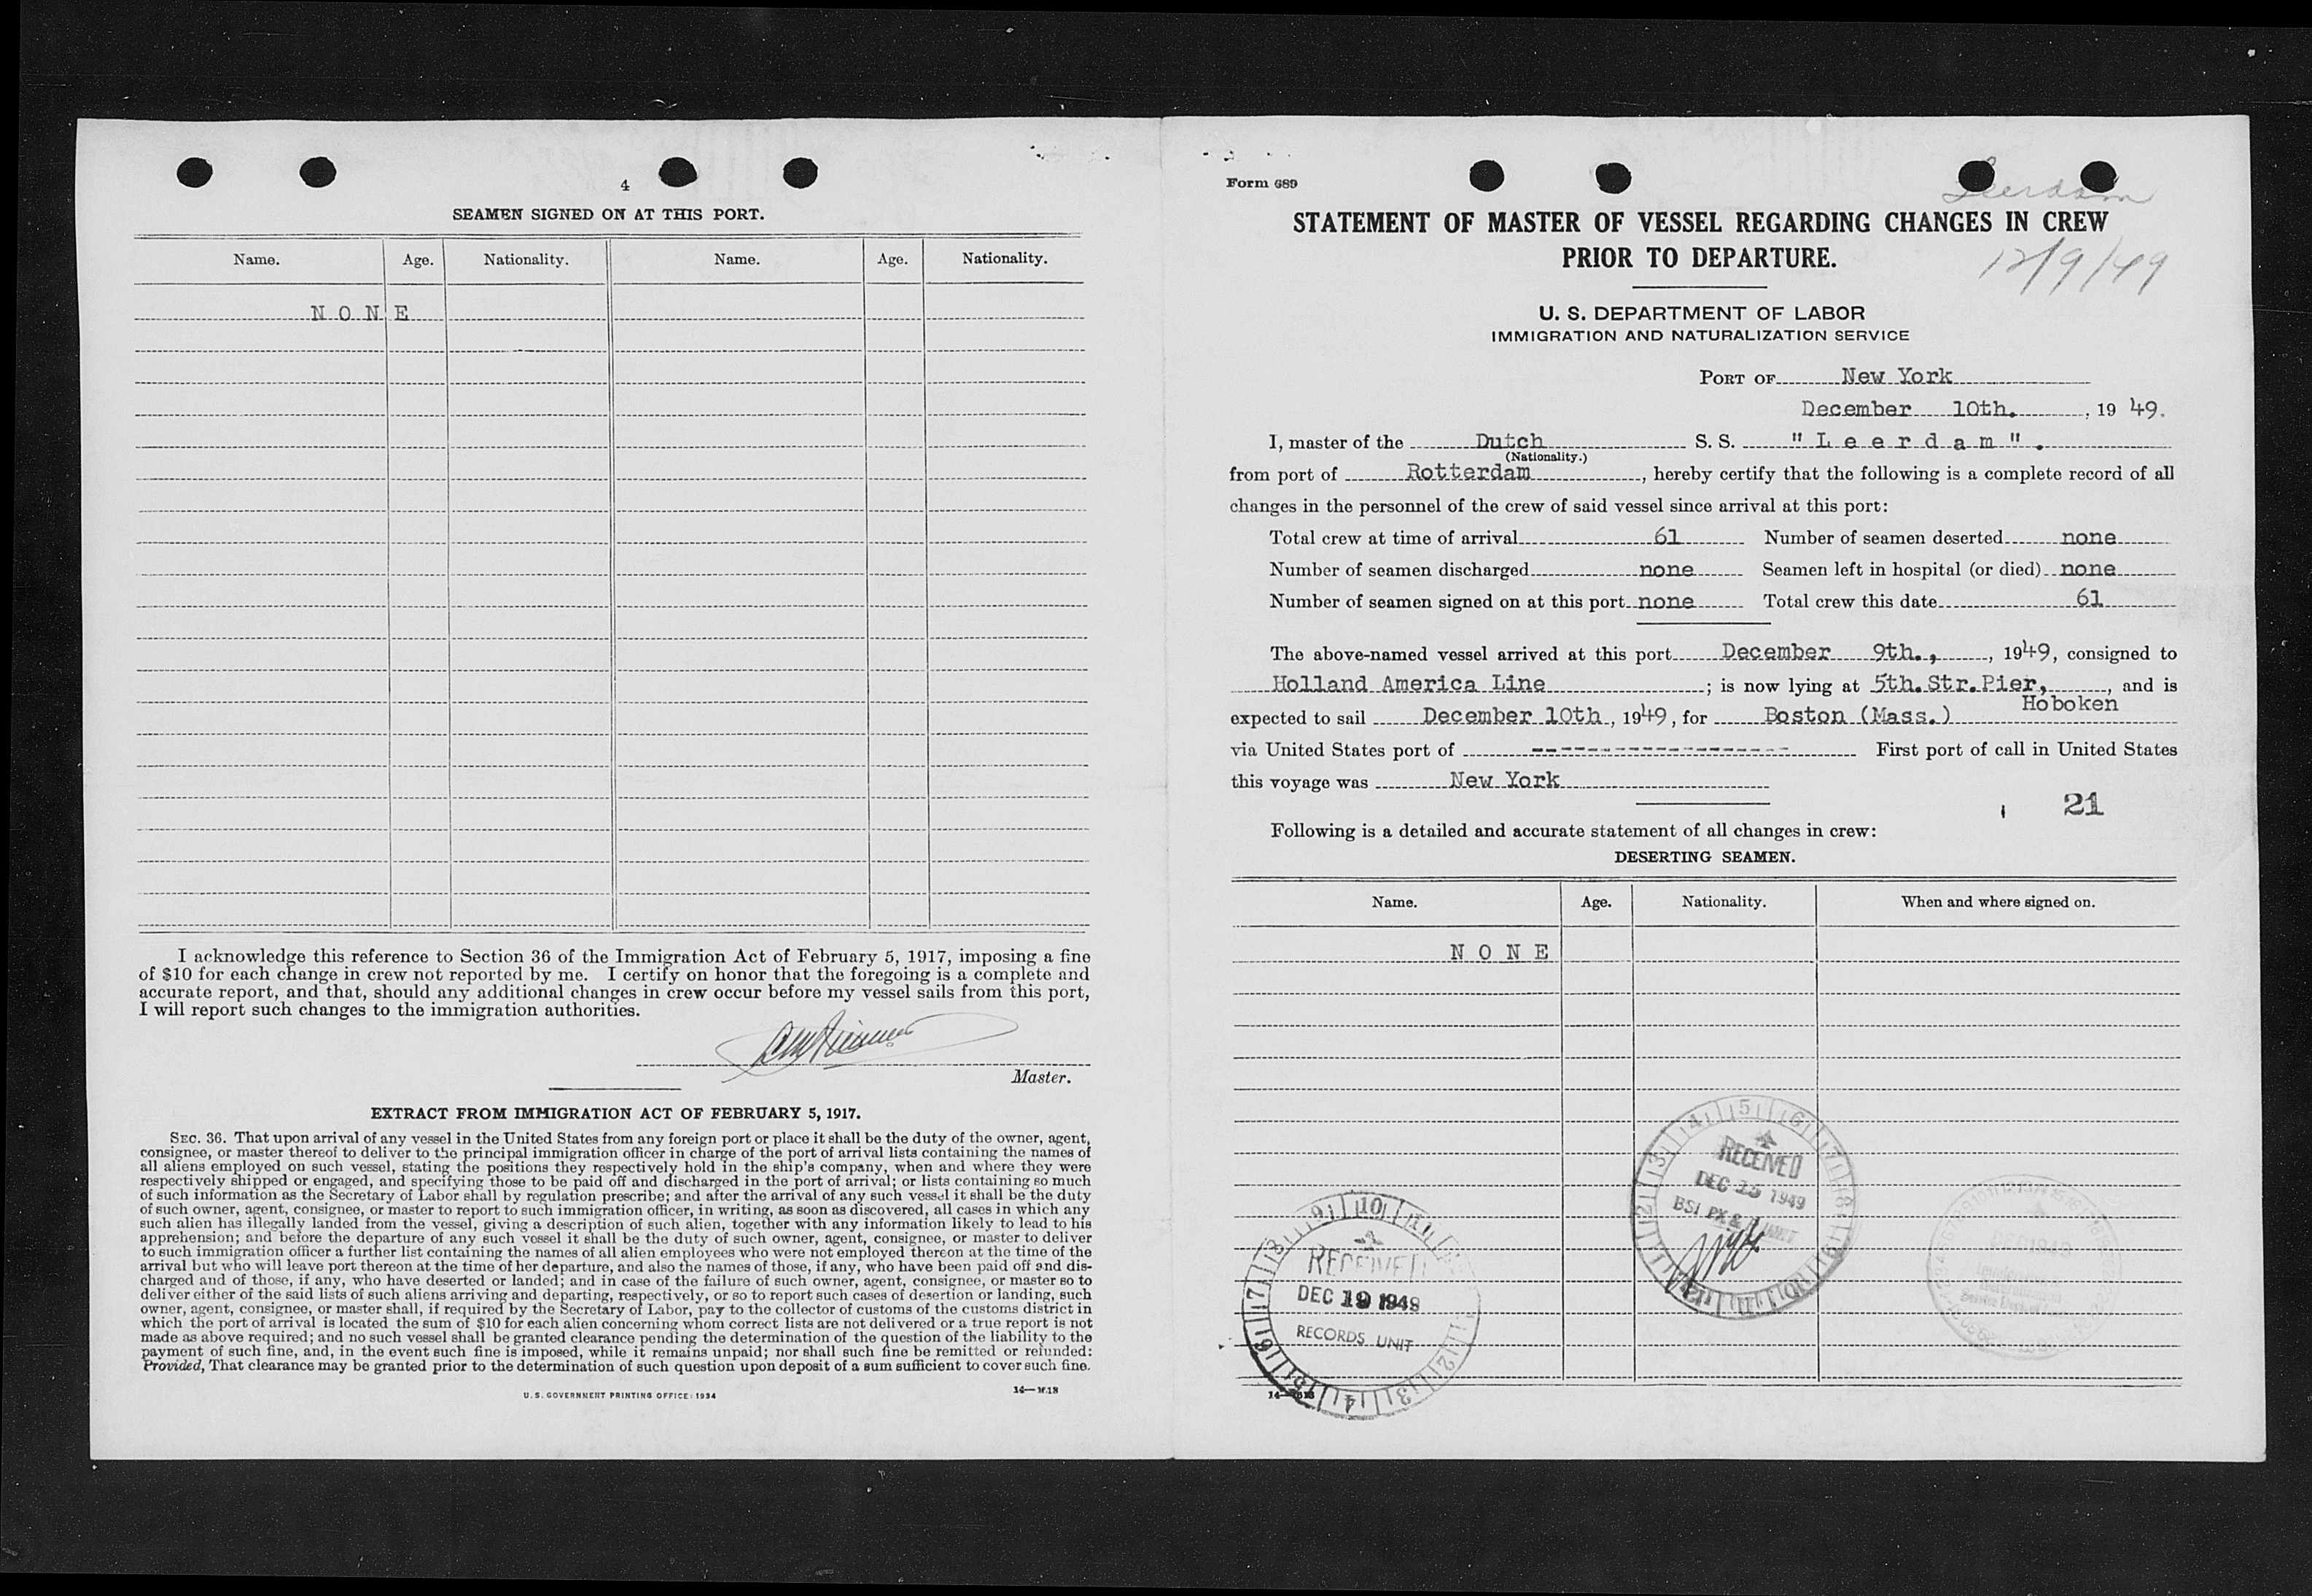 4
SEAMEN SIGNED ON AT THIS PORT.
Name. Age. Nationality. Name. Age. Nationality.
N O N E
I acknowledge this reference to Section 36 of the Immigration Act of February 5, 1917, imposing a fine
of $10 for each change in crew not reported by me. I certify on honor that the foregoing is a complete and
accurate report, and that, should any additional changes in crew occur before my vessel sails from this port,
I will report such changes to the immigration authorities.
Master.
EXTRACT FROM IMMIGRATION ACT OF FEBRUARY 5, 1917.
SEC. 36. That upon arrival of any vessel in the United States from any foreign port or place it shall be the duty of the owner, agent,
consignee, or master thereof to deliver to the principal immigration officer in charge of the port of arrival lists containing the names of
all aliens employed on such vessel, stating the positions they respectively hold in the ship's company, when and where they were
respectively shipped or engaged, and specifying those to be paid off and discharged in the port of arrival; or lists containing so much
of such information as the Secretary of Labor shall by regulation prescribe; and after the arrival of any such vessel it shall be the duty
of such owner, agent, consignee, or master to report to such immigration officer, in writing, as soon as discovered, all cases in which any
such alien has illegally landed from the vessel, giving a description of such alien, together with any information likely to lead to his
apprehension; and before the departure of any such vessel it shall be the duty of such owner, agent, consignee, or master to deliver
to such immigration officer a further list containing the names of all alien employees who were not employed thereon at the time of the
arrival but who will leave port thereon at the time of her departure, and also the names of those, if any, who have been paid off and dis-
charged and of those, if any, who have deserted or landed; and in case of the failure of such owner, agent, consignee, or master so to
deliver either of the said lists of such aliens arriving and departing, respectively, or so to report such cases of desertion or landing, such
owner, agent, consignee, or master shall, if required by the Secretary of Labor, pay to the collector of customs of the customs district in
which the port of arrival is located the sum of $10 for each alien concerning whom correct lists are not delivered or a true report is not
made as above required; and no such vessel shall be granted clearance pending the determination of the question of the liability to the
payment of such fine, and, in the event such fine is imposed, while it remains unpaid; nor shall such fine be remitted or refunded:
Provided, That clearance may be granted prior to the determination of such question upon deposit of a sum sufficient to cover such fine.
U.S. GOVERNMENT PRINTING OFFICE: 1934
Form 689
Leerdam
STATEMENT OF MASTER OF VESSEL REGARDING CHANGES IN CREW
PRIOR TO DEPARTURE.
12/9/49
U. S. DEPARTMENT OF LABOR
IMMIGRATION AND NATURALIZATION SERVICE
PORT OF New York
December 10th. , 19 49.
I, master of the Dutch S. S. " L e e r d a m " .
(Nationality.)
from port of Rotterdam , hereby certify that the following is a complete record of all
changes in the personnel of the crew of said vessel since arrival at this port:
Total crew at time of arrival 61 Number of seamen deserted none
Number of seamen discharged none Seamen left in hospital (or died) none
Number of seamen signed on at this port none Total crew this date 61
The above-named vessel arrived at this port December 9th., , 1949, consigned to
Holland America Line ; is now lying at 5th.Str.Pier, , and is
Hoboken
expected to sail December 10th , 1949, for Boston (Mass.)
via United States port of ------------------- First port of call in United States
this voyage was New York
21
Following is a detailed and accurate statement of all changes in crew:
DESERTING SEAMEN.
Name. Age. Nationality. When and where signed on.
N O N E
RECEIVED
DEC 1949
BSI PX &
RECEIVED
DEC 19 1949
RECORDS UNIT